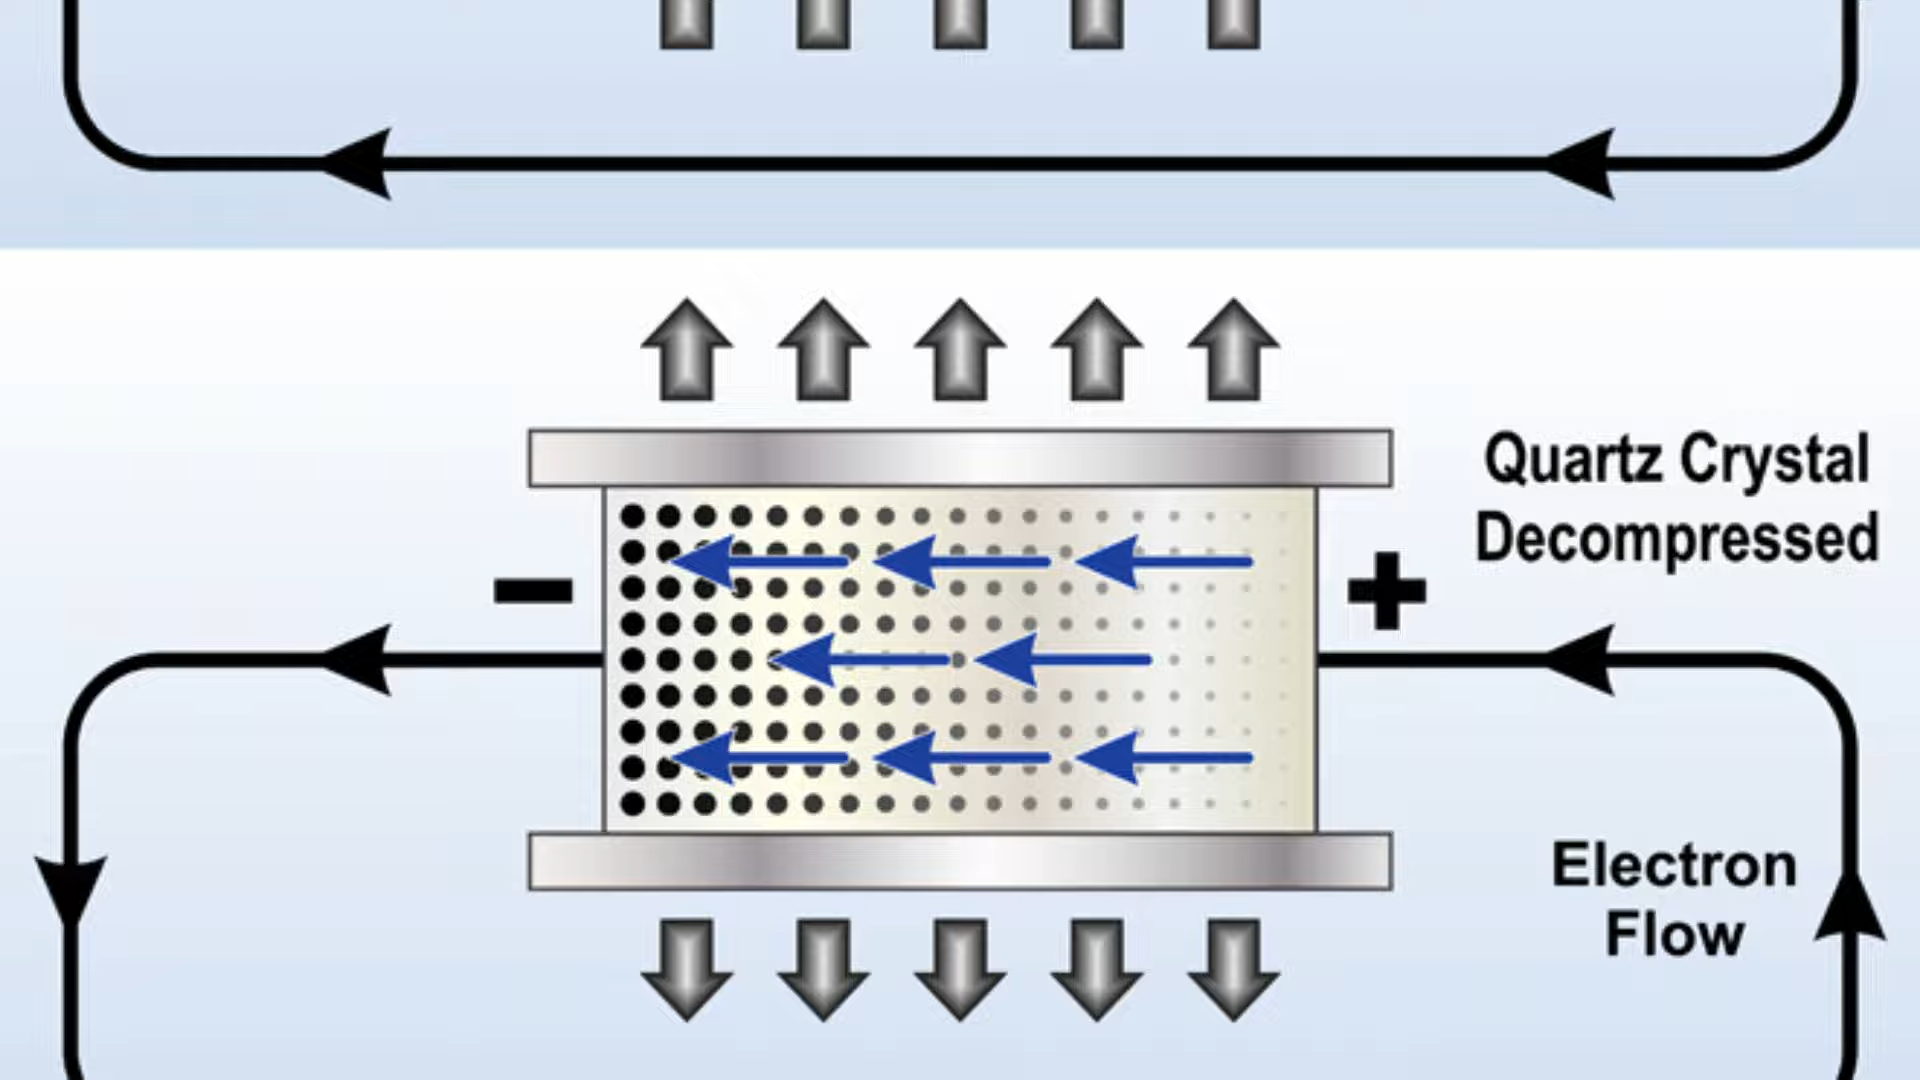 Quartz Crystal
Decompressed
− +
Electron
Flow